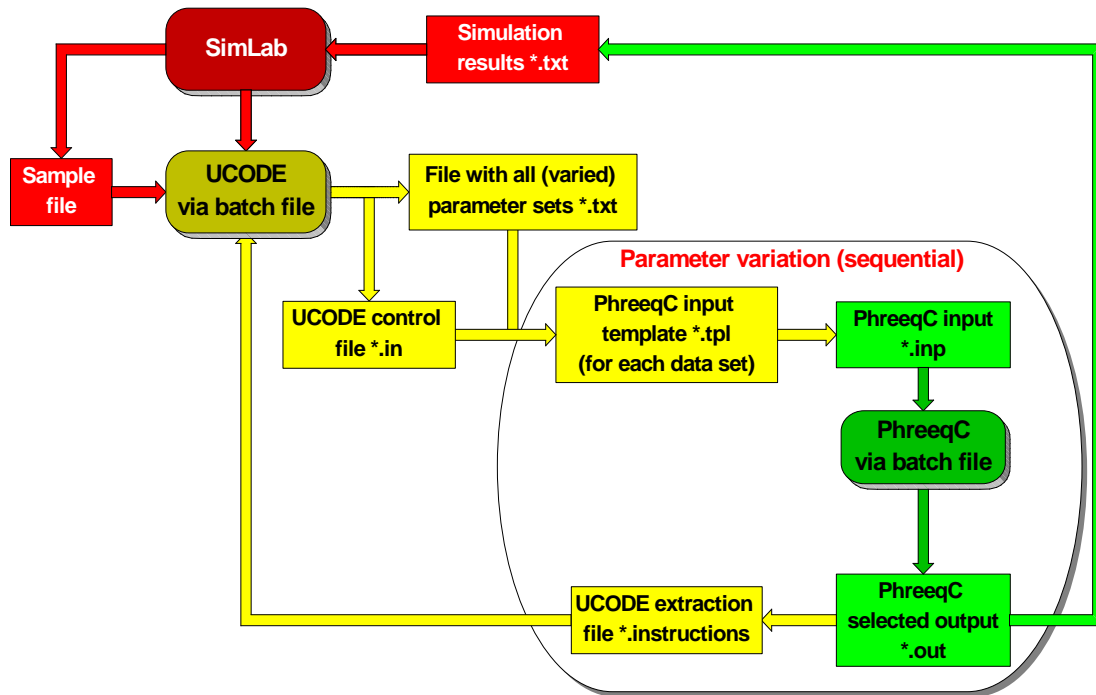 SimLab
Simulation
results *.txt
Sample
file
UCODE
via batch file
File with all (varied)
parameter sets *.txt
Parameter variation (sequential)
UCODE control
file *.in
PhreeqC input
template *.tpl
(for each data set)
PhreeqC input
*.inp
PhreeqC
via batch file
UCODE extraction
file *.instructions
PhreeqC
selected output
*.out